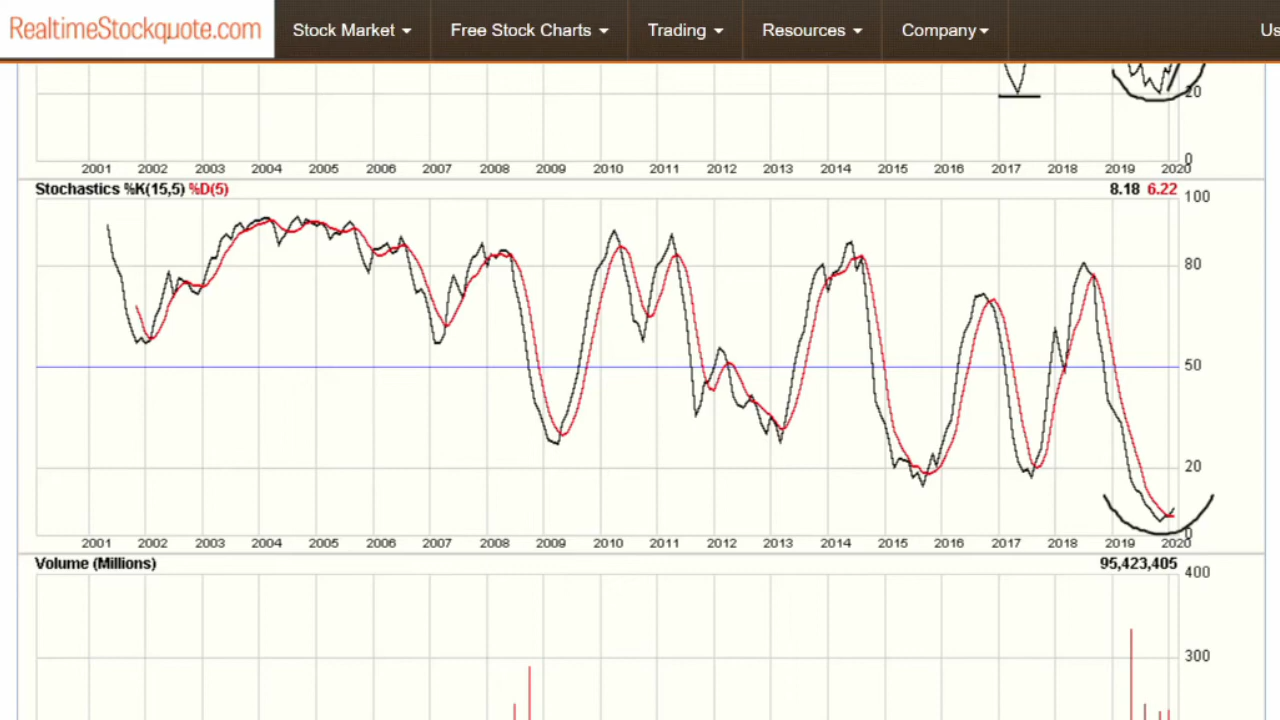 RealtimeStockquote.com Stock Market Free Stock Charts Trading Resources Company Us
20
0
2001 2002 2003 2004 2005 2006 2007 2008 2009 2010 2011 2012 2013 2014 2015 2016 2017 2018 2019 2020
Stochastics %K(15,5) %D(5) 8.18 6.22
100
80
50
20
0
2001 2002 2003 2004 2005 2006 2007 2008 2009 2010 2011 2012 2013 2014 2015 2016 2017 2018 2019 2020
Volume (Millions) 95,423,405
400
300